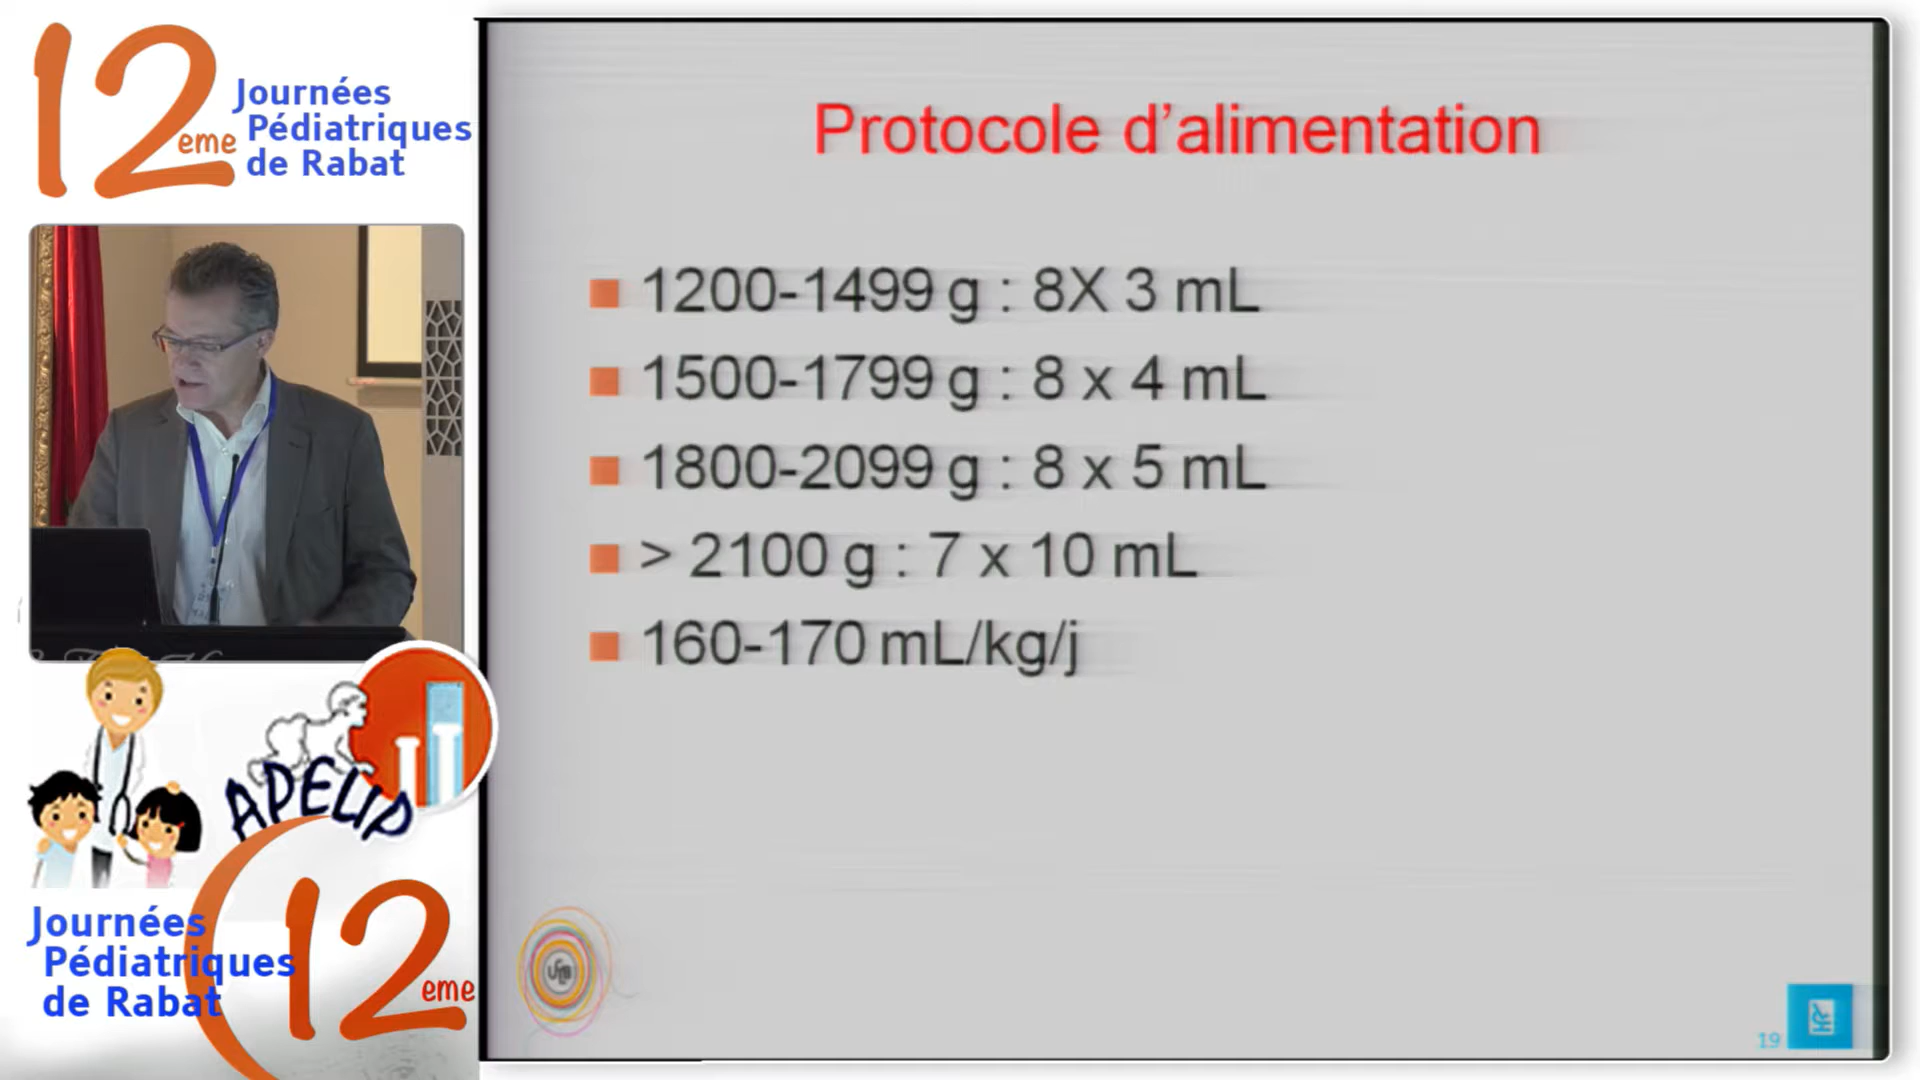 12eme
Journées
Pédiatriques
de Rabat
Protocole d’alimentation
1200-1499 g : 8X 3 mL
1500-1799 g : 8 x 4 mL
1800-2099 g : 8 x 5 mL
> 2100 g : 7 x 10 mL
160-170 mL/kg/j
APELIP
Journées
Pédiatriques
de Rabat
12eme
19